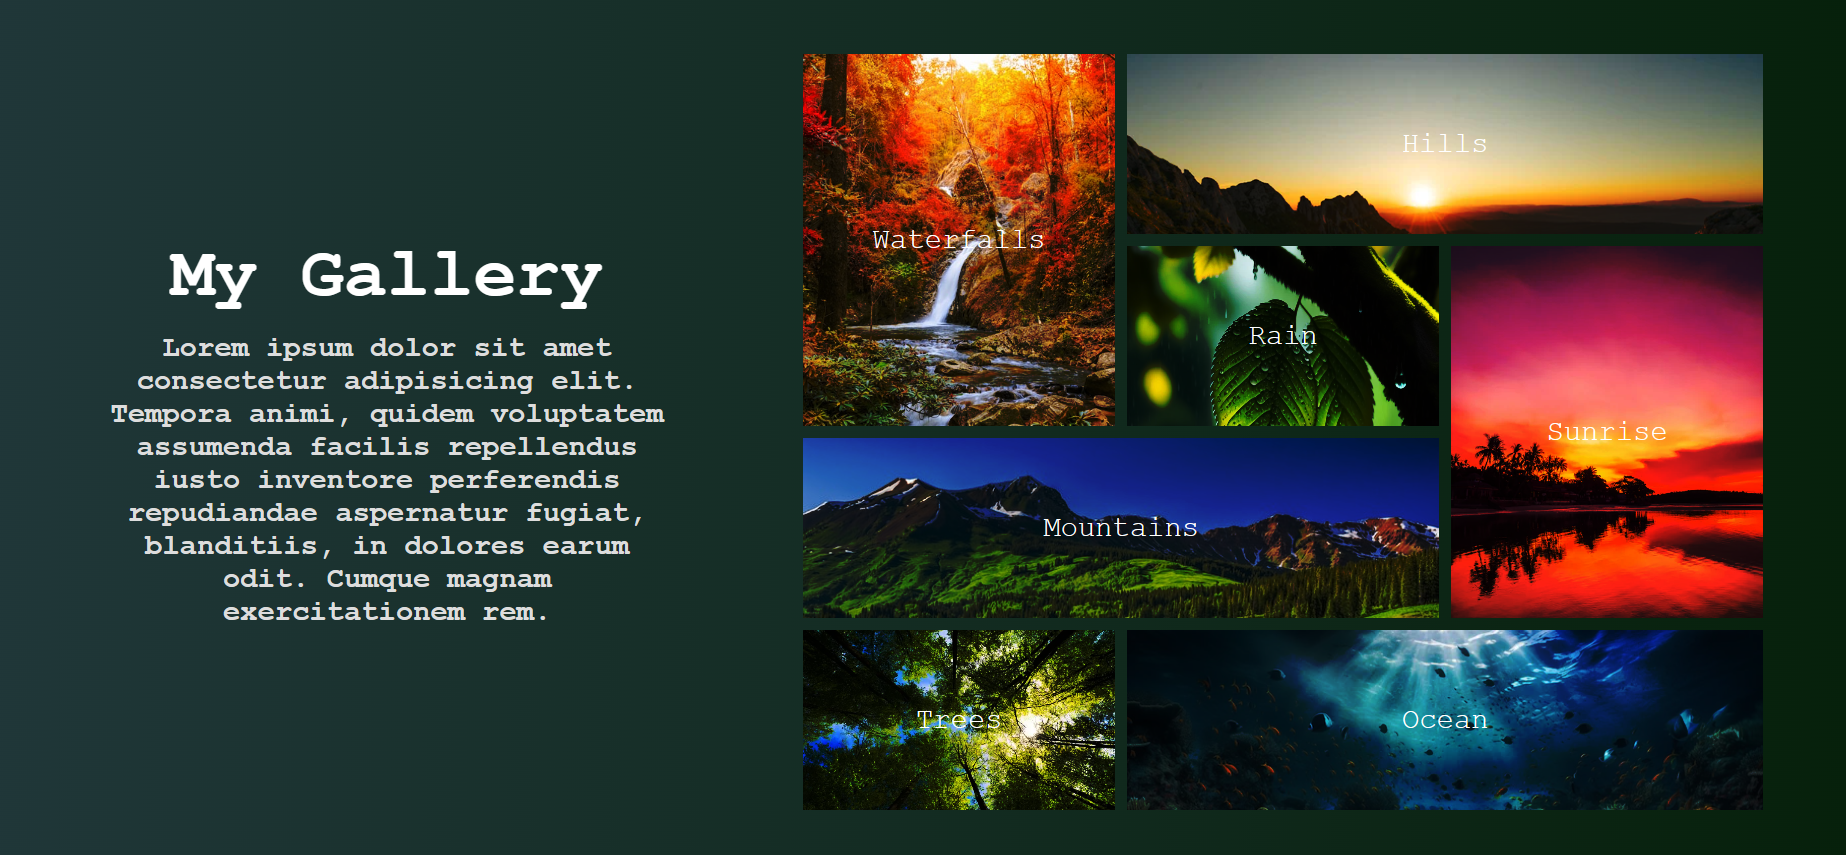 My Gallery
Lorem ipsum dolor sit amet
consectetur adipisicing elit.
Tempora animi, quidem voluptatem
assumenda facilis repellendus
iusto inventore perferendis
repudiandae aspernatur fugiat,
blanditiis, in dolores earum
odit. Cumque magnam
exercitationem rem.
Waterfalls
Hills
Rain
Sunrise
Mountains
Trees
Ocean